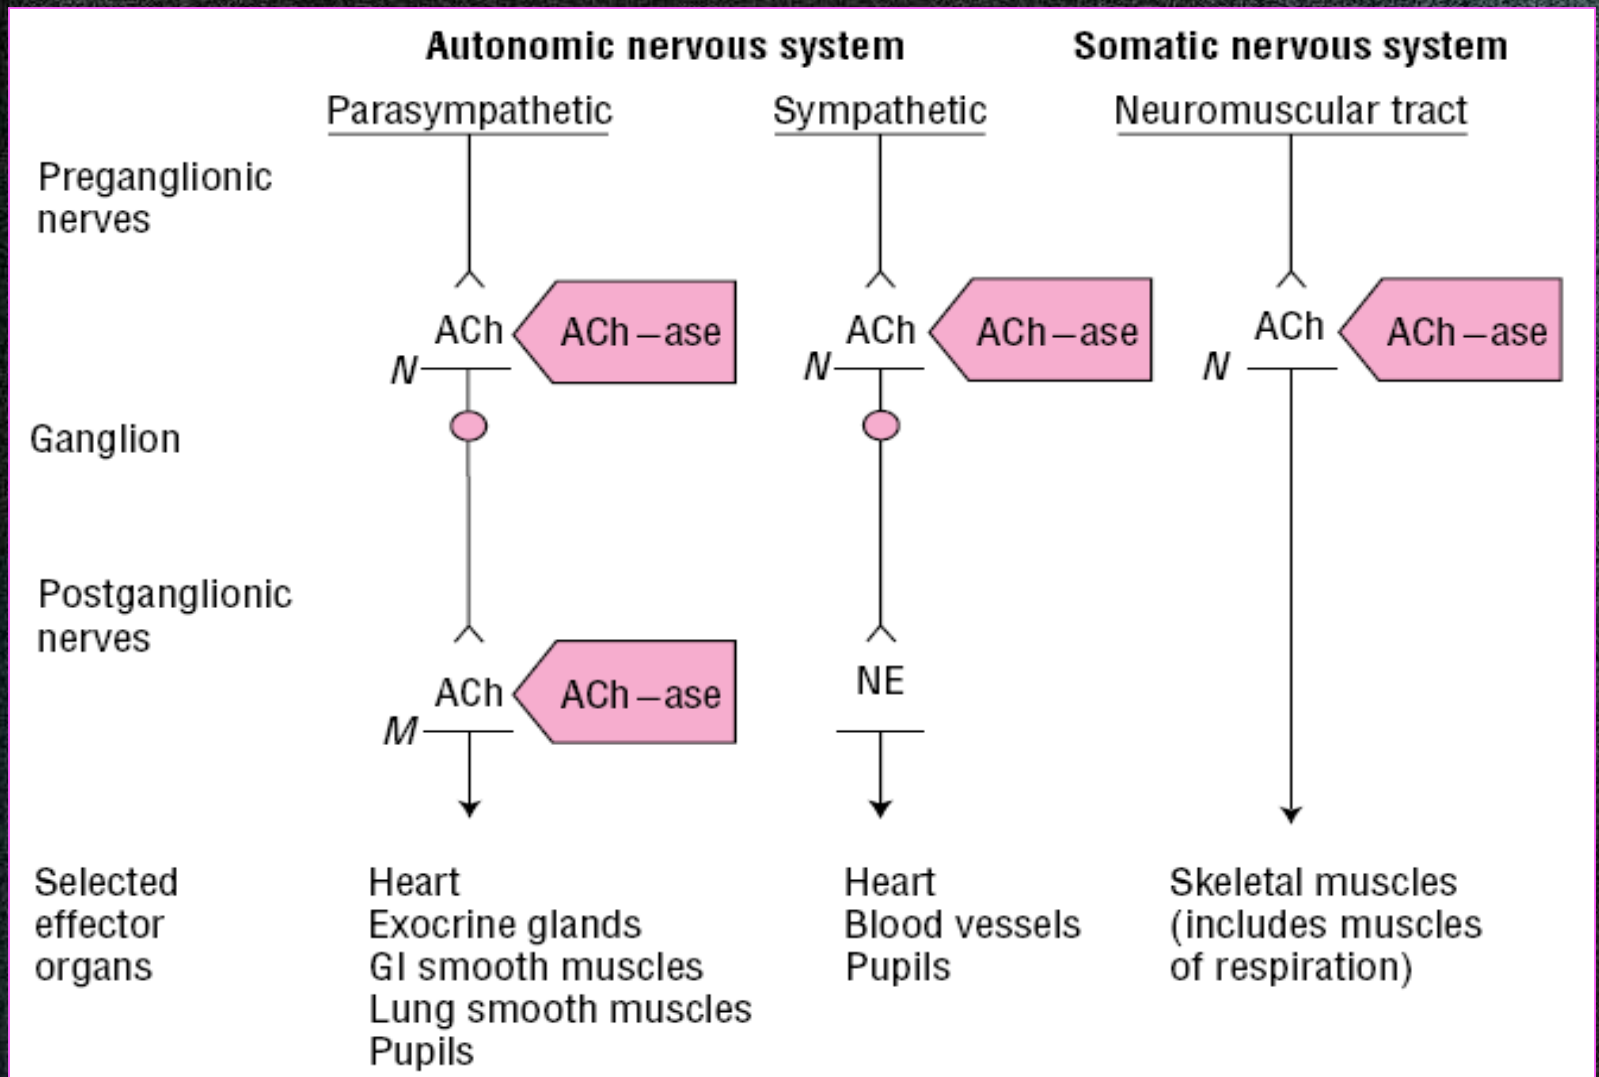 Autonomic nervous system
Somatic nervous system
Parasympathetic
Sympathetic
Neuromuscular tract
Preganglionic
nerves
ACh
ACh–ase
N
ACh
ACh–ase
N
ACh
ACh–ase
N
Ganglion
Postganglionic
nerves
ACh
ACh–ase
M
NE
Selected
effector
organs
Heart
Exocrine glands
GI smooth muscles
Lung smooth muscles
Pupils
Heart
Blood vessels
Pupils
Skeletal muscles
(includes muscles
of respiration)